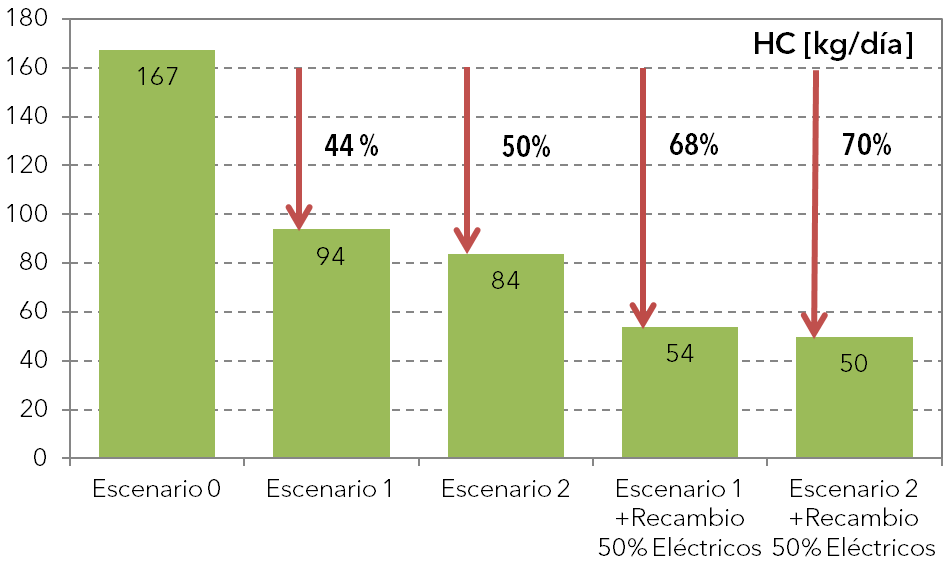 180
HC [kg/día]
160
167
140
44 %
50%
68%
70%
120
100
94
80
84
60
54
50
40
20
0
Escenario 0
Escenario 1
Escenario 2
Escenario 1
+Recambio
50% Eléctricos
Escenario 2
+Recambio
50% Eléctricos